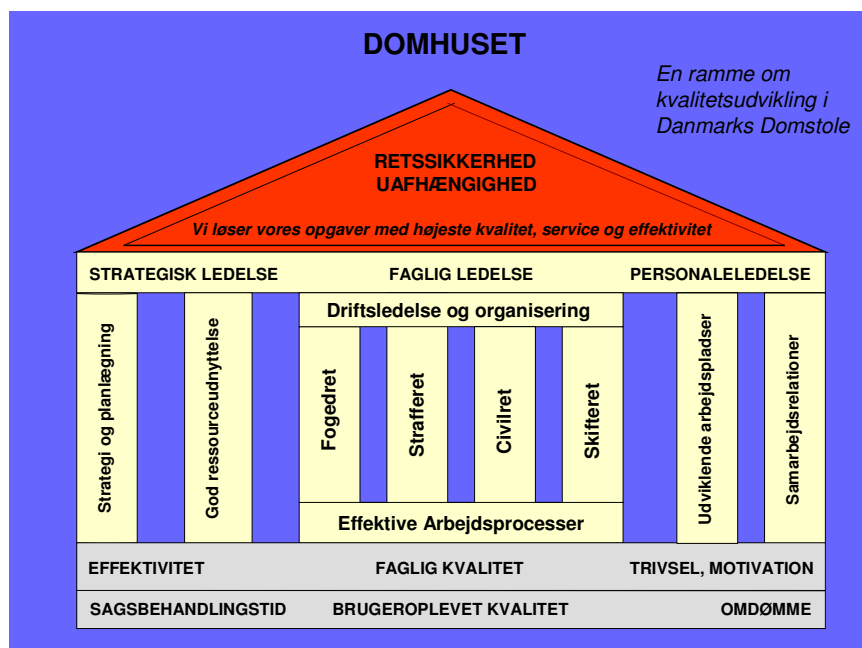 DOMHUSET
En ramme om
kvalitetsudvikling i
Danmarks Domstole
RETSSIKKERHED
UAFHÆNGIGHED
Vi løser vores opgaver med højeste kvalitet, service og effektivitet
STRATEGISK LEDELSE
FAGLIG LEDELSE
PERSONALELEDELSE
Strategi og planlægning
God ressourceudnyttelse
Driftsledelse og organisering
Fogedret
Strafferet
Civilret
Skifteret
Effektive Arbejdsprocesser
Udviklende arbejdspladser
Samarbejdsrelationer
EFFEKTIVITET
FAGLIG KVALITET
TRIVSEL, MOTIVATION
SAGSBEHANDLINGSTID
BRUGEROPLEVET KVALITET
OMDØMME